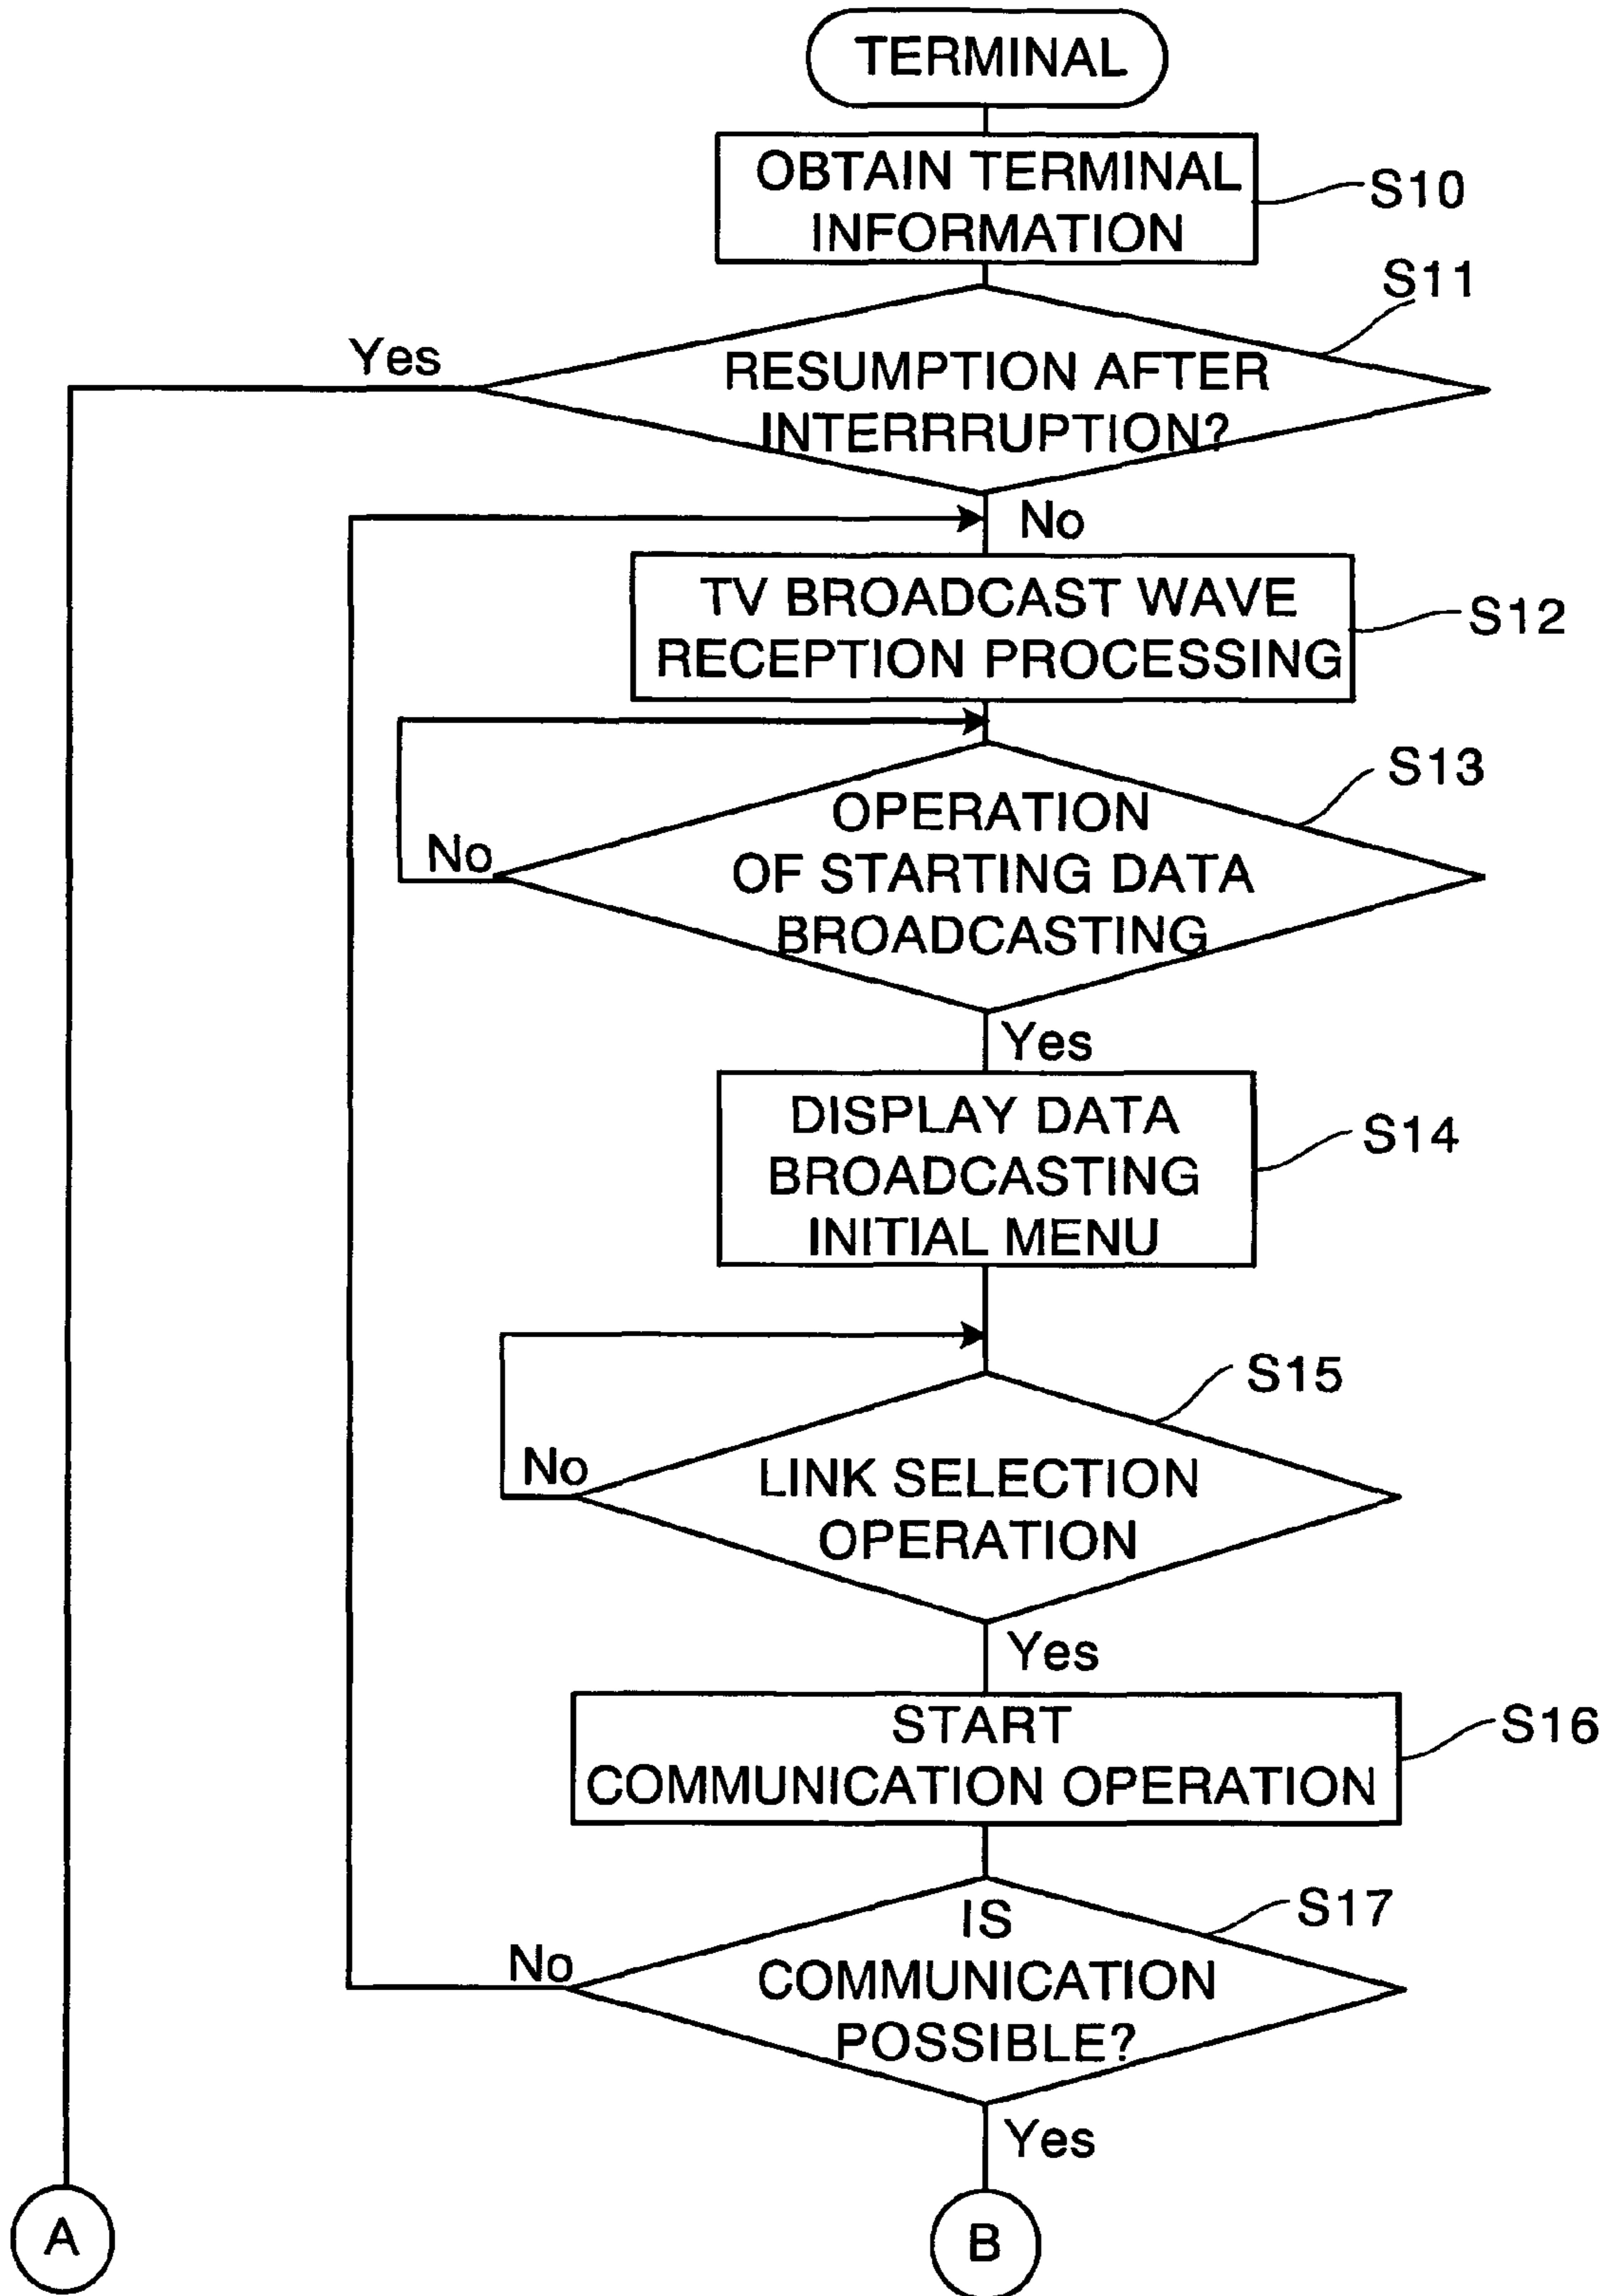 TERMINAL
OBTAIN TERMINAL
INFORMATION
S10
S11
Yes
RESUMPTION AFTER
INTERRRUPTION?
No
TV BROADCAST WAVE
RECEPTION PROCESSING
S12
S13
OPERATION
No
OF STARTING DATA
BROADCASTING
Yes
DISPLAY DATA
BROADCASTING
INITIAL MENU
S14
S15
No
LINK SELECTION
OPERATION
Yes
START
COMMUNICATION OPERATION
S16
S17
IS
No
COMMUNICATION
POSSIBLE?
Yes
A
B